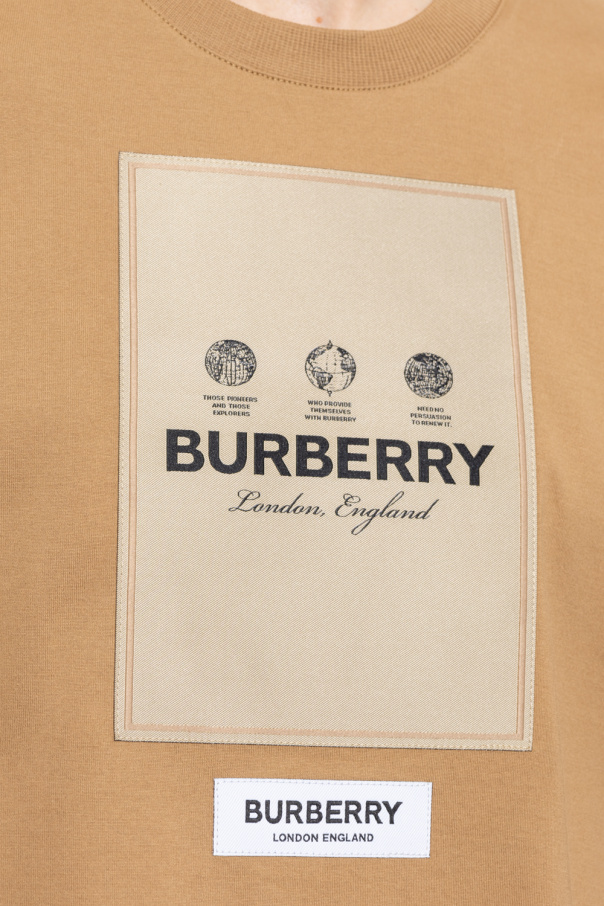 THOSE PIONEERS
AND THOSE
EXPLORERS
WHO PROVIDE
THEMSELVES
WITH BURBERRY
NEED NO
PERSUASION
TO RENEW IT.
BURBERRY
London, England
BURBERRY
LONDON ENGLAND